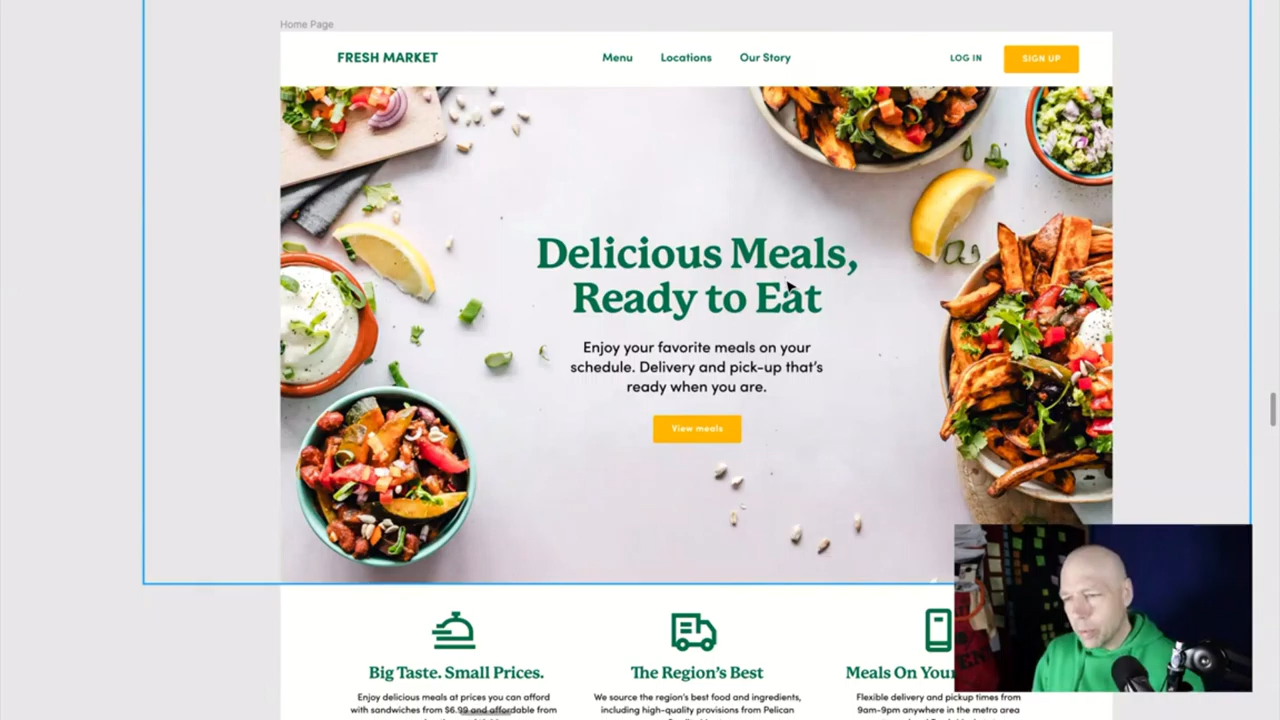 Home Page
FRESH MARKET
Menu Locations Our Story
LOG IN SIGN UP
Delicious Meals,
Ready to Eat
Enjoy your favorite meals on your
schedule. Delivery and pick-up that's
ready when you are.
View meals
Big Taste. Small Prices.
Enjoy delicious meals at prices you can afford
with sandwiches from $6.99 and affordable from
The Region's Best
We source the region's best food and ingredients,
including high-quality provisions from Pelican
Meals On Your
Flexible delivery and pickup times from
9am-9pm anywhere in the metro area